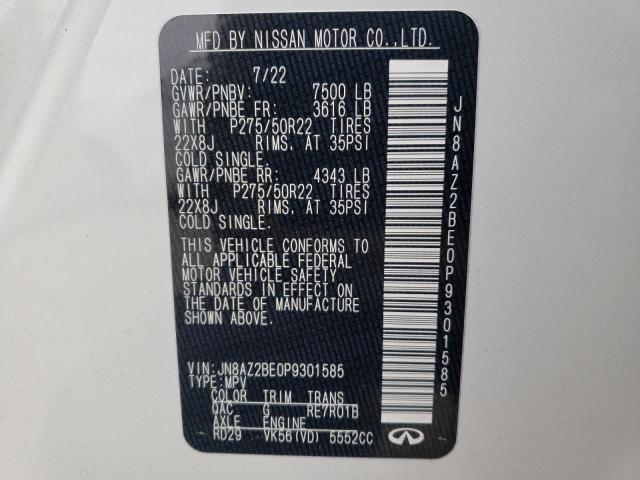 MFD BY NISSAN MOTOR CO.,LTD.
DATE: 7/22
GVWR/PNBV: 7500 LB
GAWR/PNBE FR: 3616 LB
WITH P275/50R22 TIRES
22X8J RIMS. AT 35PSI
COLD SINGLE.
GAWR/PNBE RR: 4343 LB
WITH P275/50R22 TIRES
22X8J RIMS. AT 35PSI
COLD SINGLE.
THIS VEHICLE CONFORMS TO
ALL APPLICABLE FEDERAL
MOTOR VEHICLE SAFETY
STANDARDS IN EFFECT ON
THE DATE OF MANUFACTURE
SHOWN ABOVE.
VIN: JN8AZ2BE0P9301585
TYPE: MPV
COLOR TRIM TRANS
QAC G RE7R01B
AXLE ENGINE
RD29 VK56(VD) 5552CC
JN8AZ2BE0P9301585